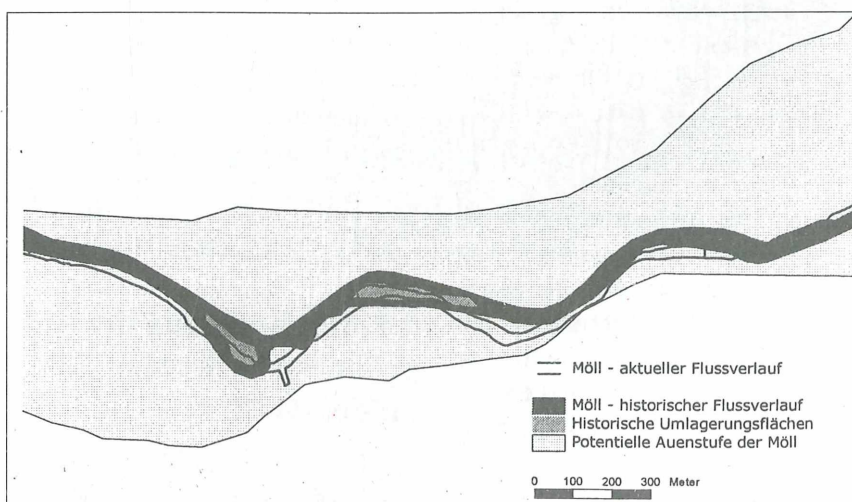 Möll - aktueller Flussverlauf
Möll - historischer Flussverlauf
Historische Umlagerungsflächen
Potentielle Auenstufe der Möll
0 100 200 300 Meter